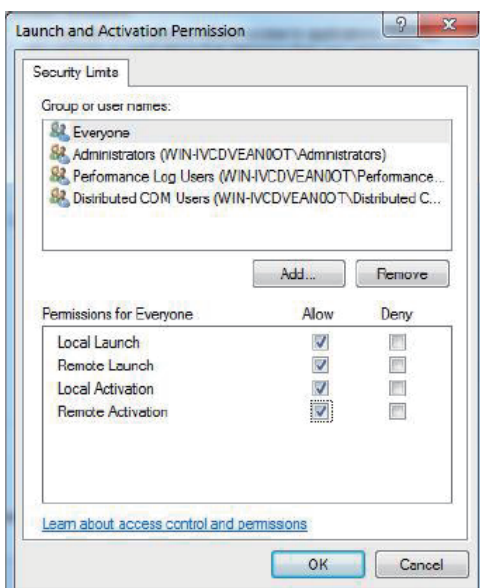 Launch and Activation Permission
Security Limits
Group or user names:
Everyone
Administrators (WIN-IVCDVEAN0OT\Administrators)
Performance Log Users (WIN-IVCDVEAN0OT\Performance...
Distributed COM Users (WIN-IVCDVEAN0OT\Distributed C...
Add... Remove
Permissions for Everyone Allow Deny
Local Launch
Remote Launch
Local Activation
Remote Activation
Learn about access control and permissions
OK Cancel